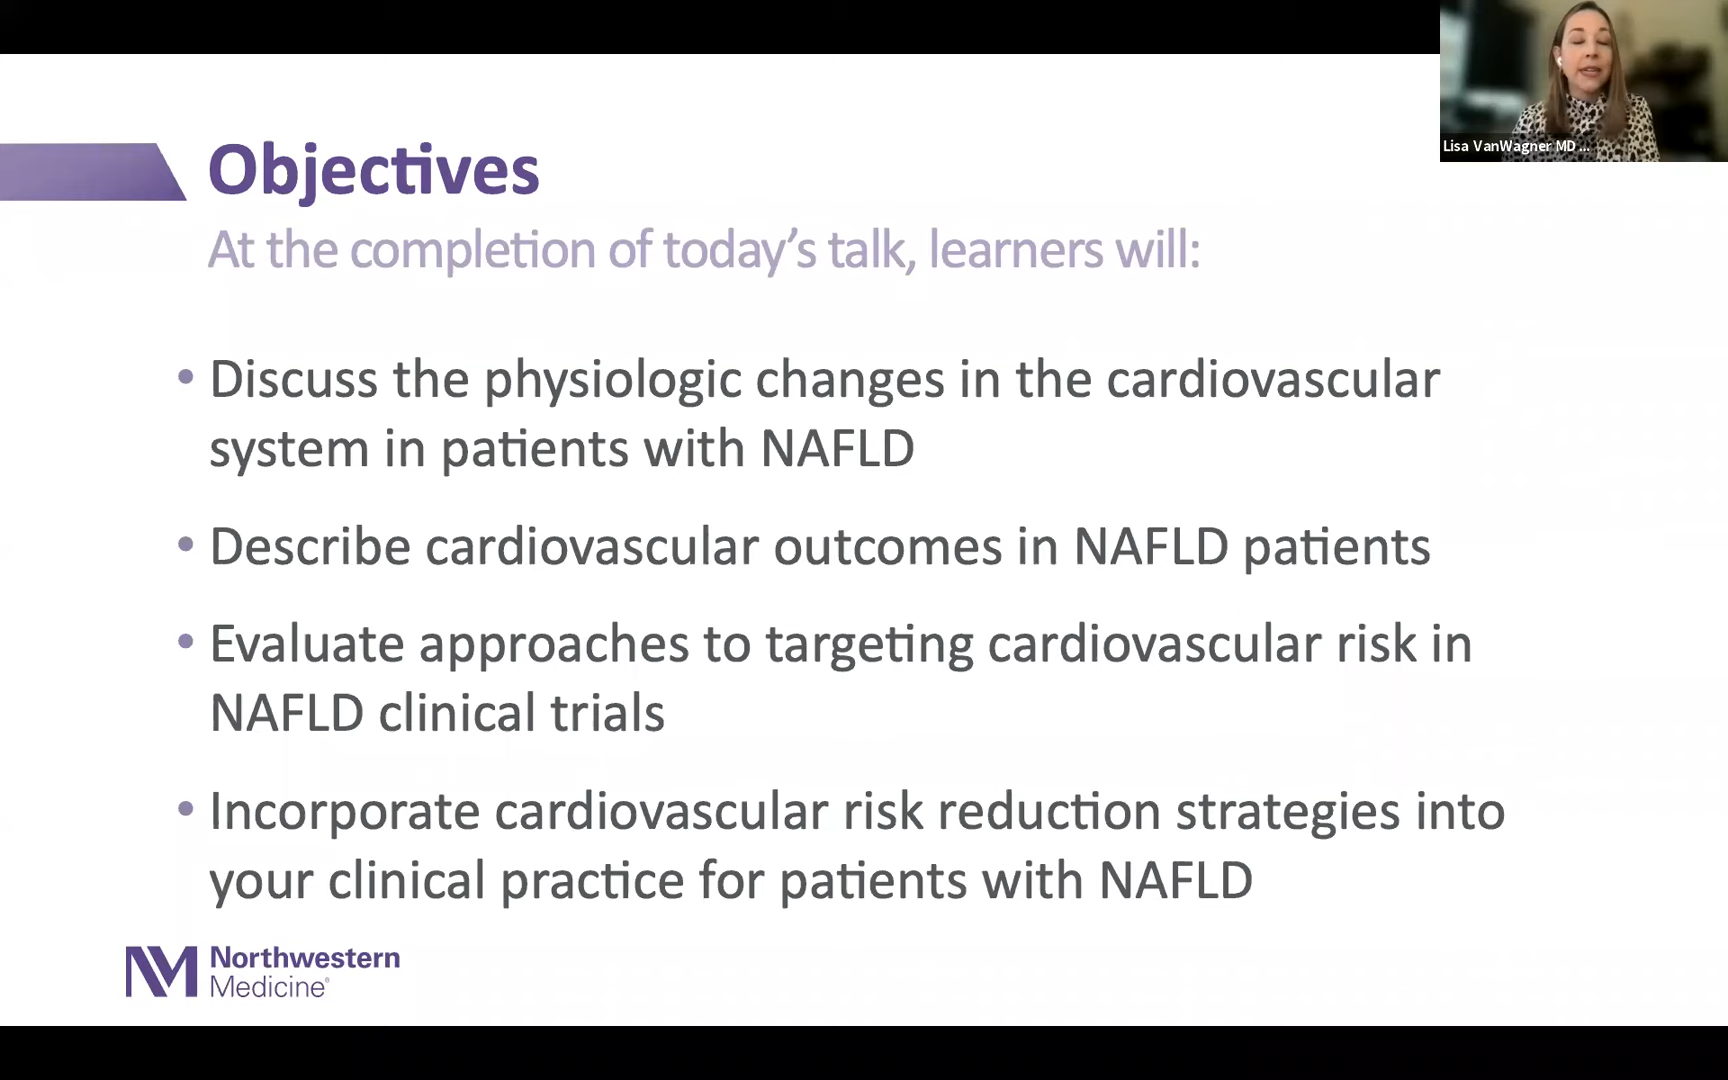 Lisa VanWagner MD ...
Objectives
At the completion of today’s talk, learners will:
• Discuss the physiologic changes in the cardiovascular
system in patients with NAFLD
• Describe cardiovascular outcomes in NAFLD patients
• Evaluate approaches to targeting cardiovascular risk in
NAFLD clinical trials
• Incorporate cardiovascular risk reduction strategies into
your clinical practice for patients with NAFLD
NM Northwestern
Medicine®